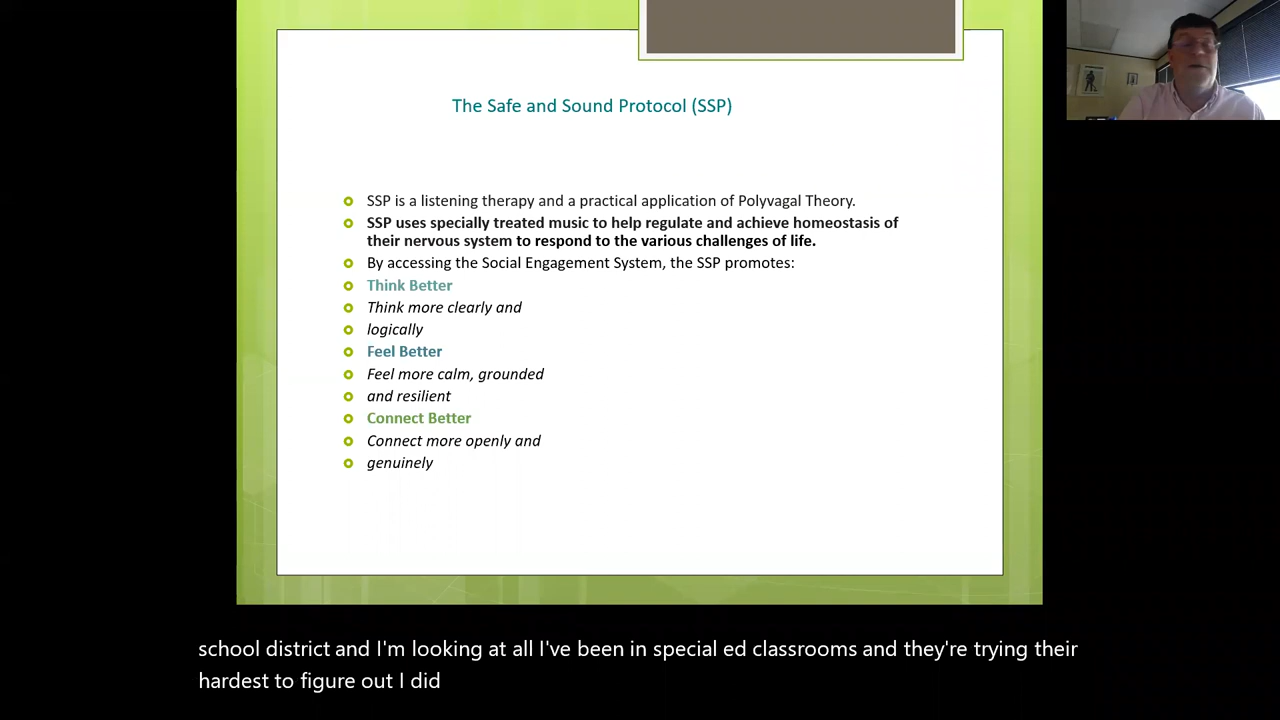 The Safe and Sound Protocol (SSP)
SSP is a listening therapy and a practical application of Polyvagal Theory.
SSP uses specially treated music to help regulate and achieve homeostasis of
their nervous system to respond to the various challenges of life.
By accessing the Social Engagement System, the SSP promotes:
Think Better
Think more clearly and
logically
Feel Better
Feel more calm, grounded
and resilient
Connect Better
Connect more openly and
genuinely
school district and I'm looking at all I've been in special ed classrooms and they're trying their
hardest to figure out I did